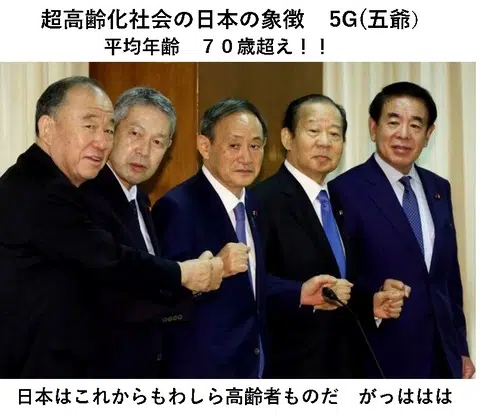 超高齢化社会の日本の象徴　5G(五爺）
平均年齢　７０歳超え！！
日本はこれからもわしら高齢者ものだ　がっははは